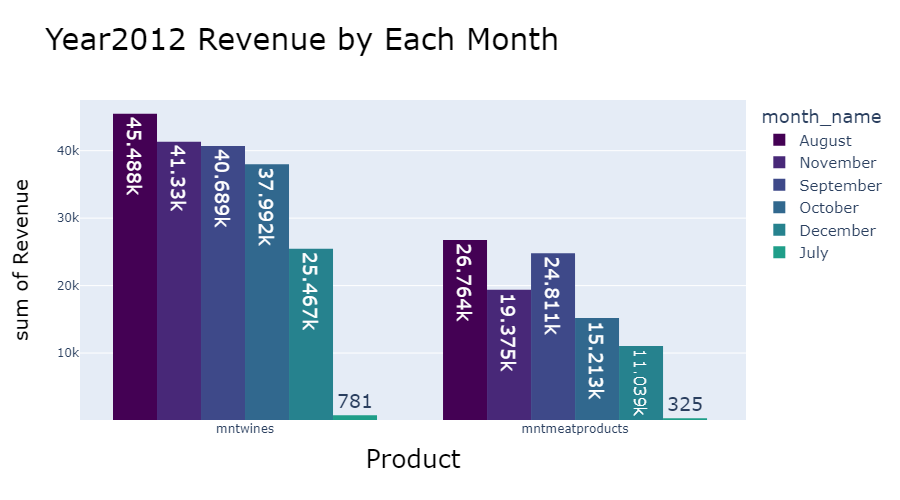 Year2012 Revenue by Each Month
month_name
August
November
September
October
December
July
sum of Revenue
40k
30k
20k
10k
45.488k
41.33k
40.689k
37.992k
25.467k
781
26.764k
19.375k
24.811k
15.213k
11.039k
325
mntwines
mntmeatproducts
Product